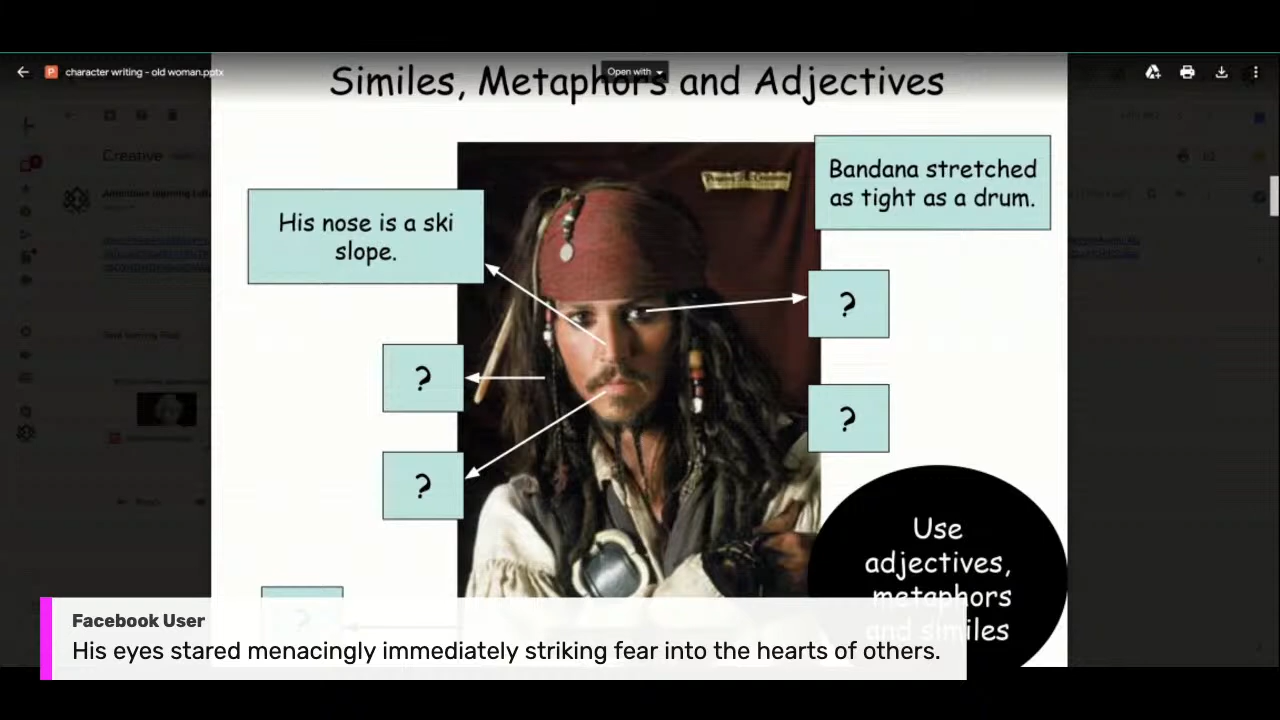 character writing - old woman.pptx
Open with
Similes, Metaphors and Adjectives
Creative
Bandana stretched
as tight as a drum.
His nose is a ski
slope.
?
?
?
?
?
Use
adjectives,
metaphors
and similes
Facebook User
His eyes stared menacingly immediately striking fear into the hearts of others.